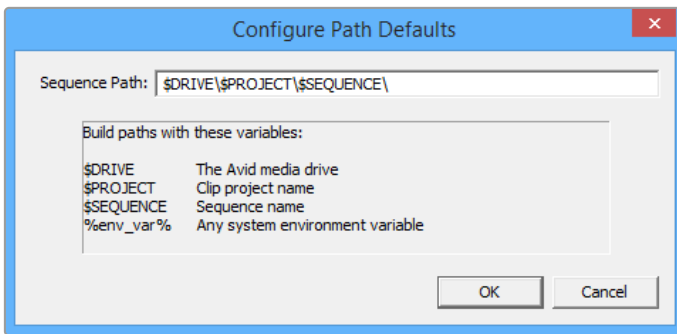 Configure Path Defaults
Sequence Path: $DRIVE\$PROJECT\$SEQUENCE\
Build paths with these variables:
$DRIVE The Avid media drive
$PROJECT Clip project name
$SEQUENCE Sequence name
%env_var% Any system environment variable
OK Cancel